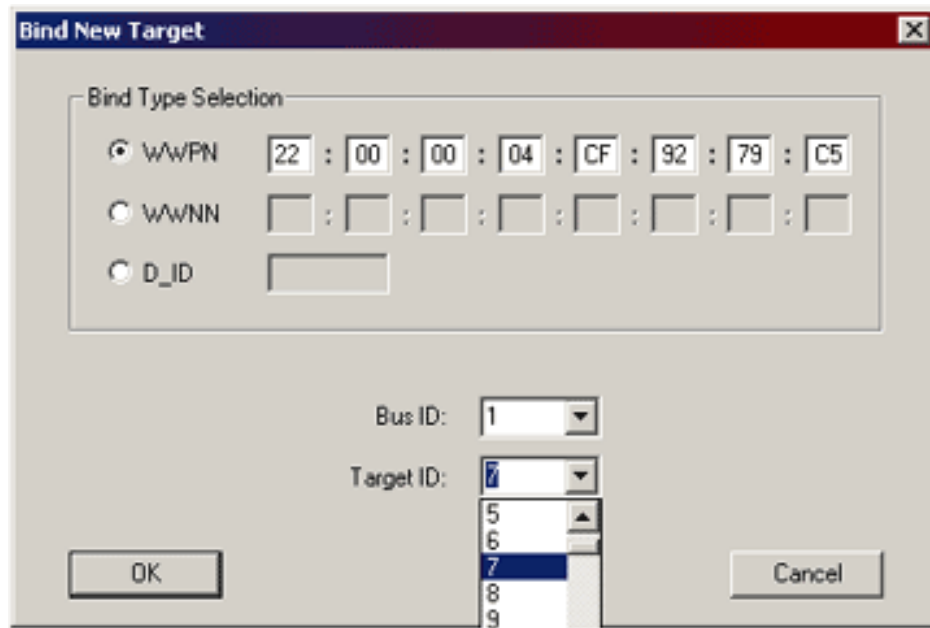 Bind New Target
Bind Type Selection
WWPN 22 : 00 : 00 : 04 : CF : 92 : 79 : C5
WWNN : : : : : : :
D_ID
Bus ID: 1
Target ID: 7
5
6
7
8
9
OK Cancel